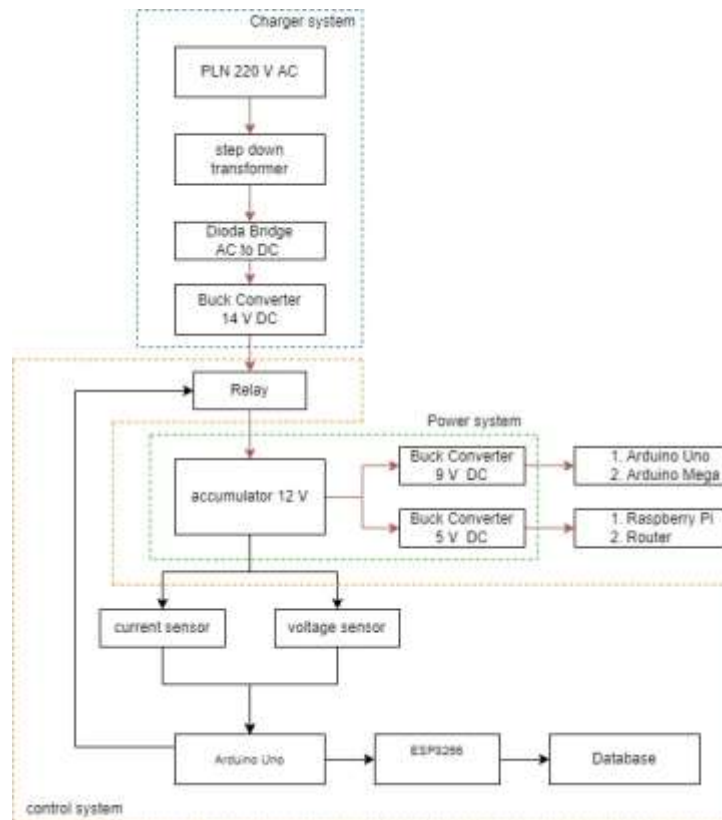 Charger system
PLN 220 V AC
step down
transformer
Dioda Bridge
AC to DC
Buck Converter
14 V DC
Relay
Power system
accumulator 12 V
Buck Converter
9 V DC
1. Arduino Uno
2. Arduino Mega
Buck Converter
5 V DC
1. Raspberry Pi
2. Router
current sensor
voltage sensor
Arduino Uno
ESP8266
Database
control system